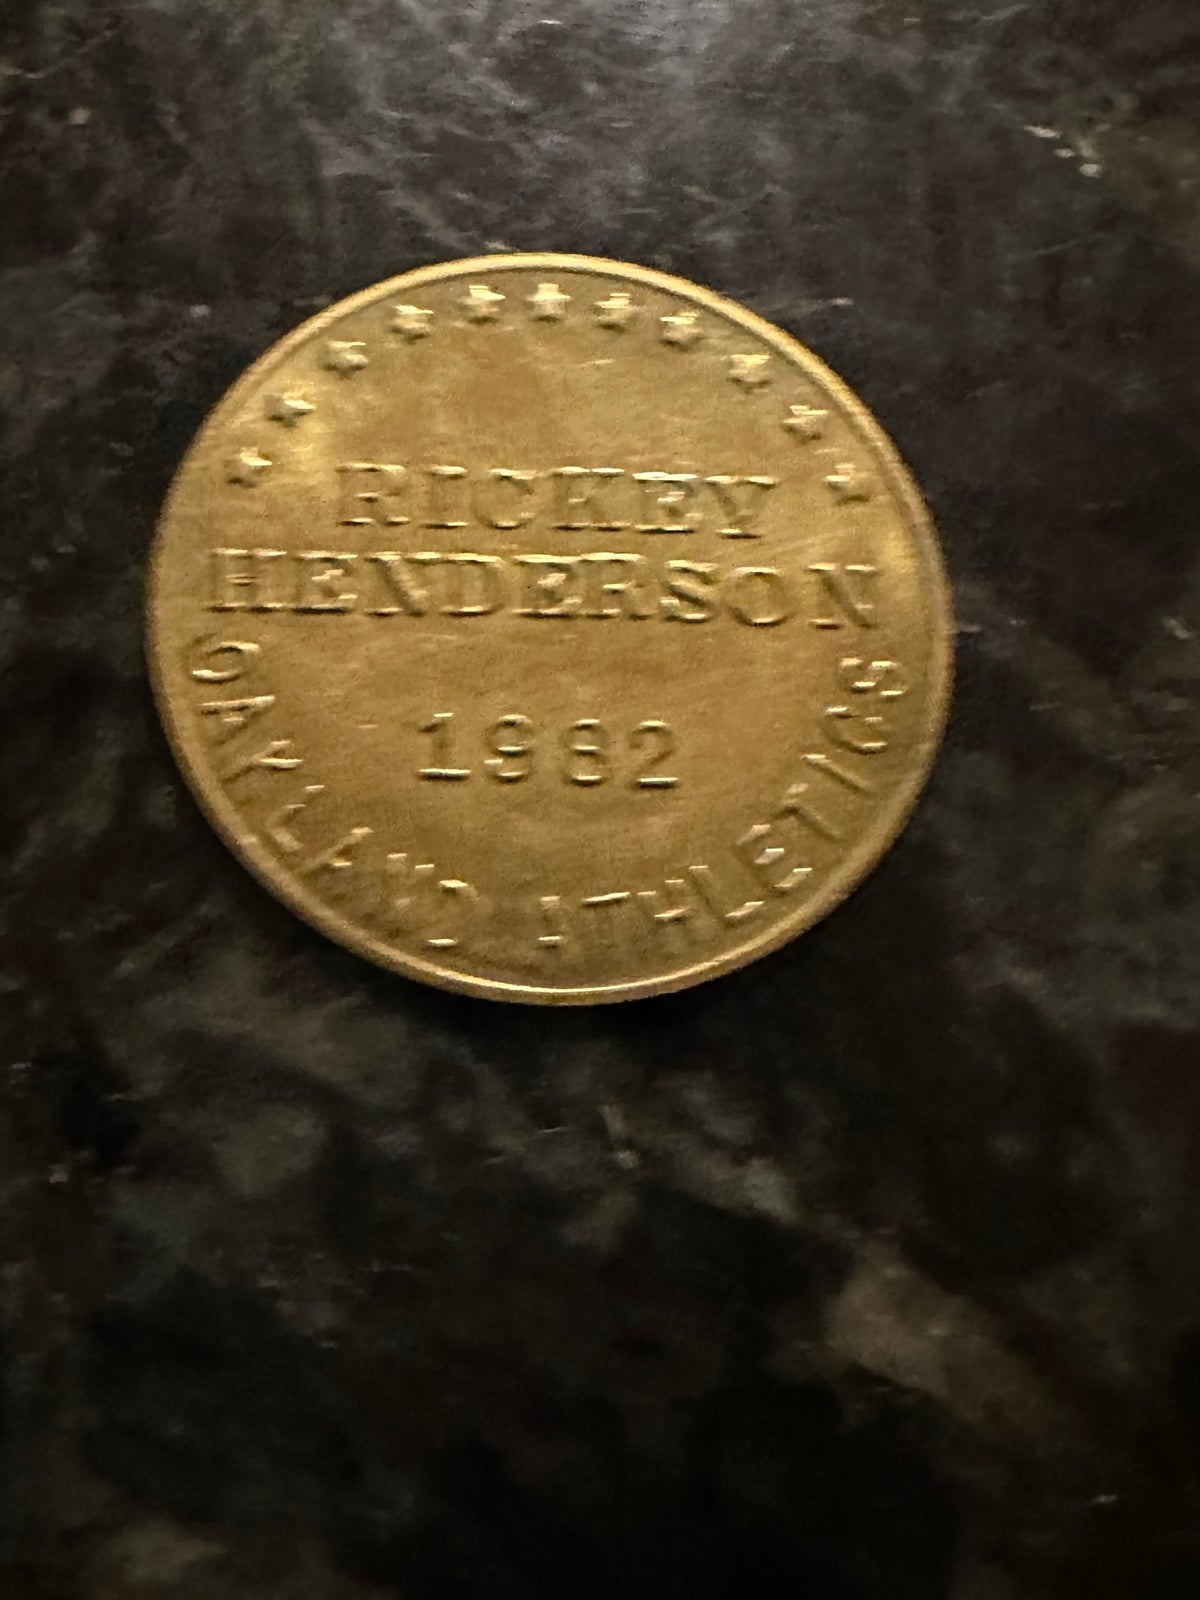 RICKEY
HENDERSON
1982
OAKLAND ATHLETICS